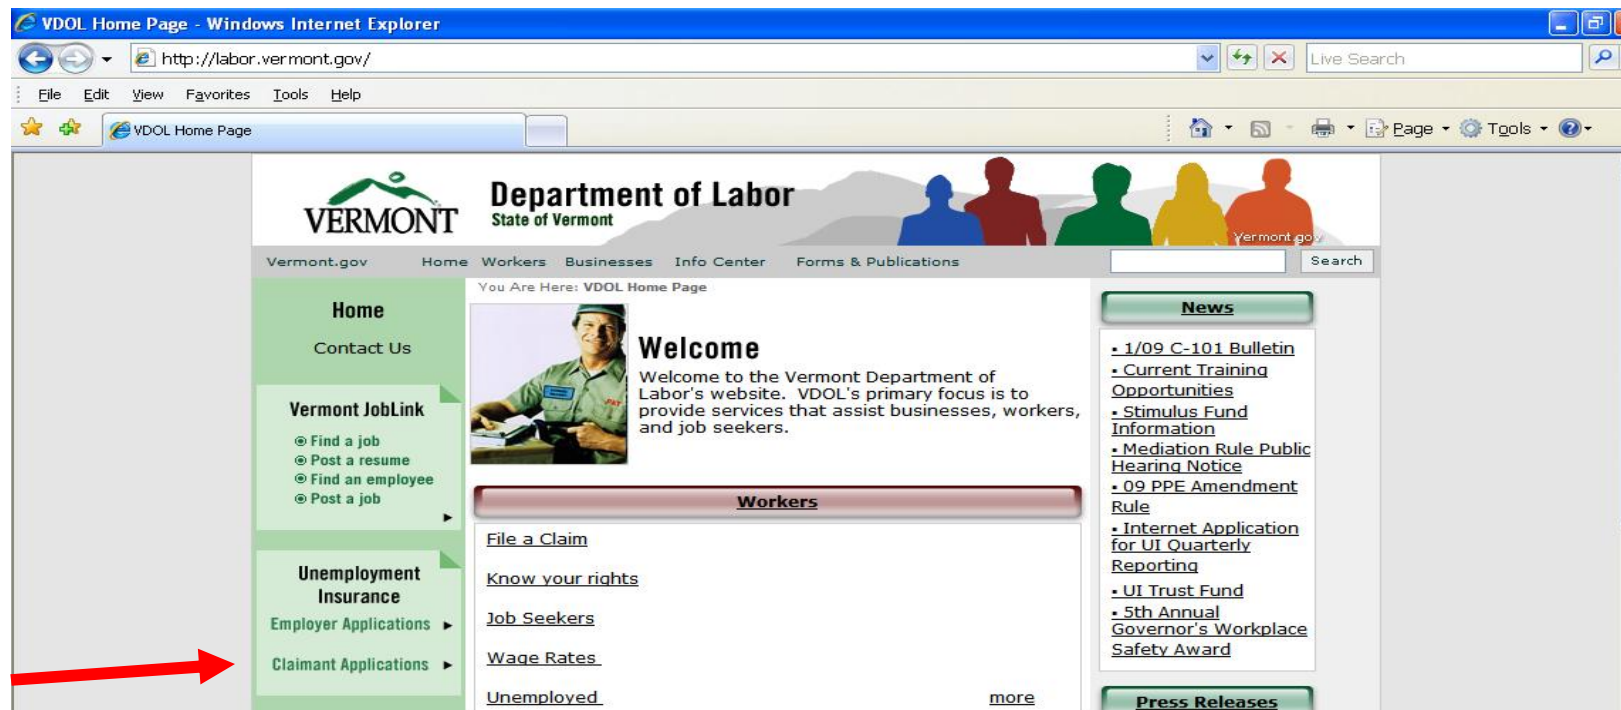 VDOL Home Page - Windows Internet Explorer
http://labor.vermont.gov/
Live Search
File Edit View Favorites Tools Help
VDOL Home Page
Page Tools
VERMONT
Department of Labor
State of Vermont
Vermont.gov
Vermont.gov Home Workers Businesses Info Center Forms & Publications
Search
You Are Here: VDOL Home Page
Home
Contact Us
Vermont JobLink
Find a job
Post a resume
Find an employee
Post a job
Unemployment
Insurance
Employer Applications
Claimant Applications
Welcome
Welcome to the Vermont Department of
Labor's website. VDOL's primary focus is to
provide services that assist businesses, workers,
and job seekers.
Workers
File a Claim
Know your rights
Job Seekers
Wage Rates
Unemployed
more
News
• 1/09 C-101 Bulletin
• Current Training
Opportunities
• Stimulus Fund
Information
• Mediation Rule Public
Hearing Notice
• 09 PPE Amendment
Rule
• Internet Application
for UI Quarterly
Reporting
• UI Trust Fund
• 5th Annual
Governor's Workplace
Safety Award
Press Releases